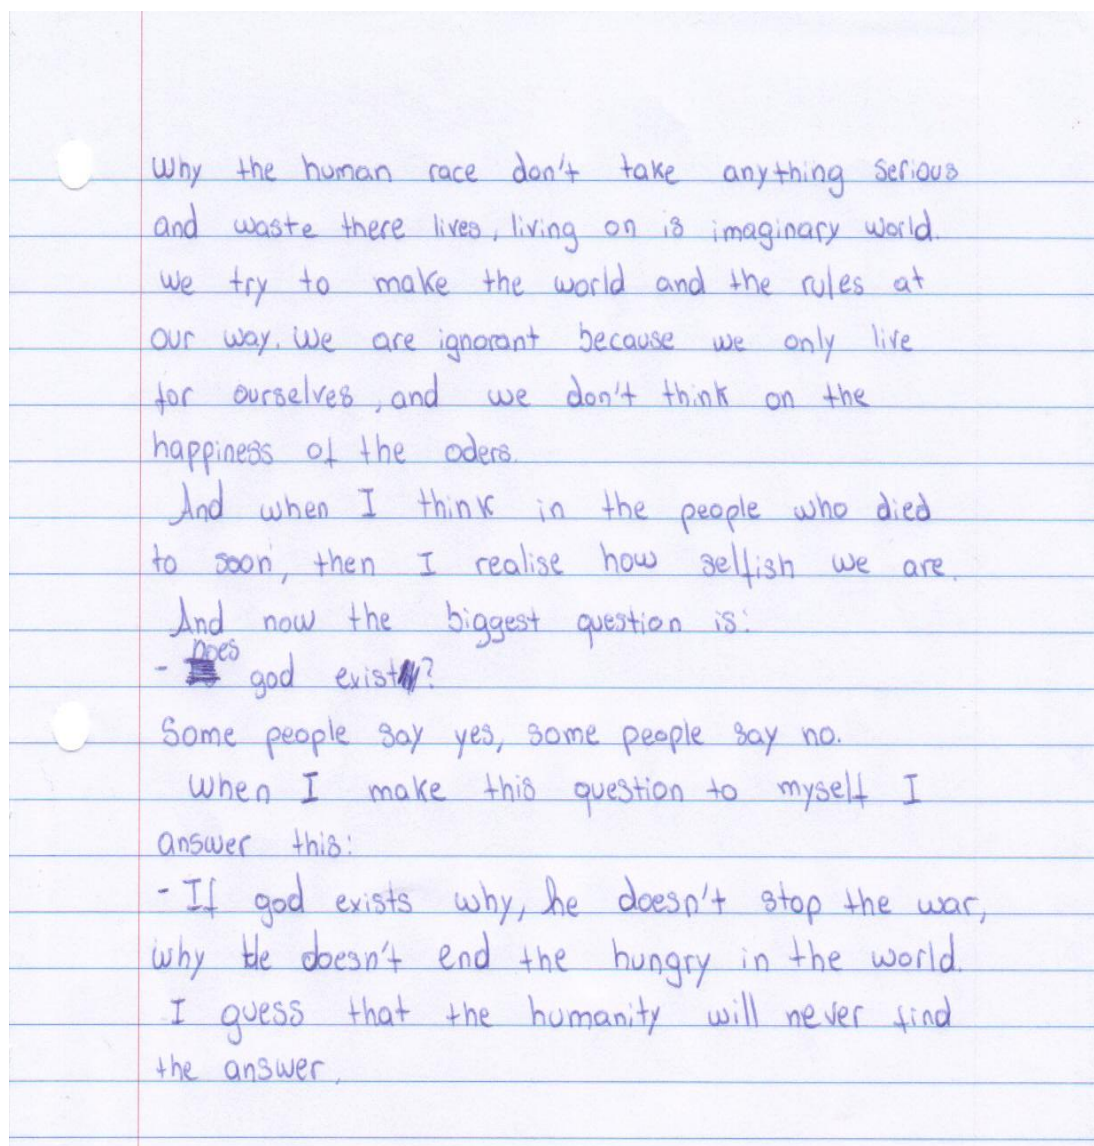 Why the human race don't take anything serious
and waste there lives, living on is imaginary world.
we try to make the world and the rules at
our way. We are ignorant because we only live
for ourselves, and we don't think on the
happiness of the oders.
And when I think in the people who died
to soon, then I realise how selfish we are.
And now the biggest question is:
- Does god exist?
Some people say yes, some people say no.
When I make this question to myself I
answer this:
- If god exists why, he doesn't stop the war,
why He doesn't end the hungry in the world.
I guess that the humanity will never find
the answer.